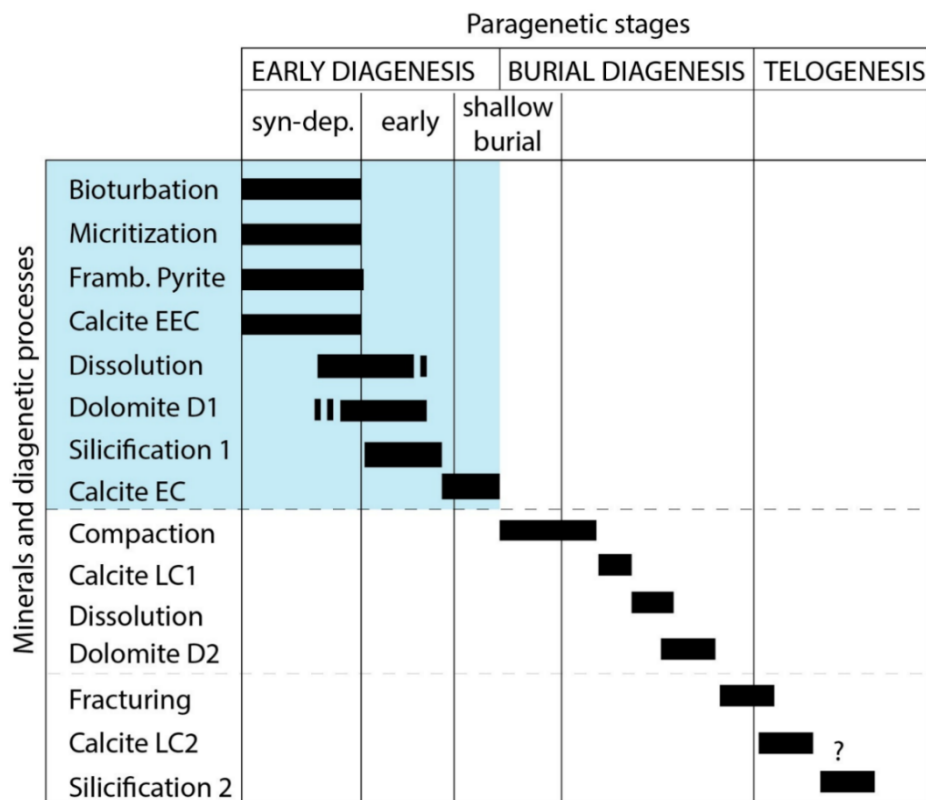 Paragenetic stages
EARLY DIAGENESIS BURIAL DIAGENESIS TELOGENESIS
syn-dep. early shallow burial
Minerals and diagenetic processes
Bioturbation
Micritization
Framb. Pyrite
Calcite EEC
Dissolution
Dolomite D1
Silicification 1
Calcite EC
Compaction
Calcite LC1
Dissolution
Dolomite D2
Fracturing
Calcite LC2
?
Silicification 2